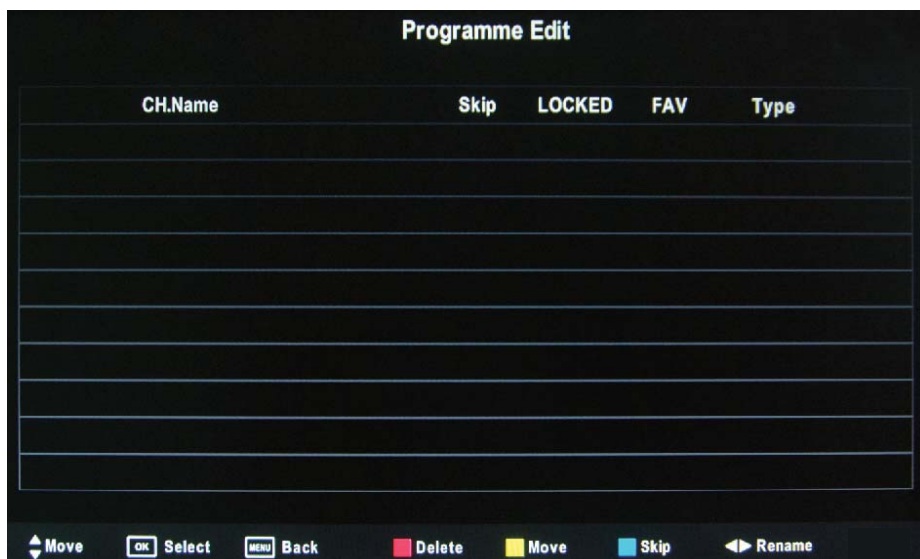 Programme Edit
CH.Name Skip LOCKED FAV Type
Move OK Select MENU Back Delete Move Skip Rename